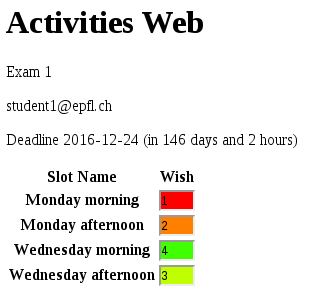 Activities Web
Exam 1
student1@epfl.ch
Deadline 2016-12-24 (in 146 days and 2 hours)
Slot Name Wish
Monday morning 1
Monday afternoon 2
Wednesday morning 4
Wednesday afternoon 3